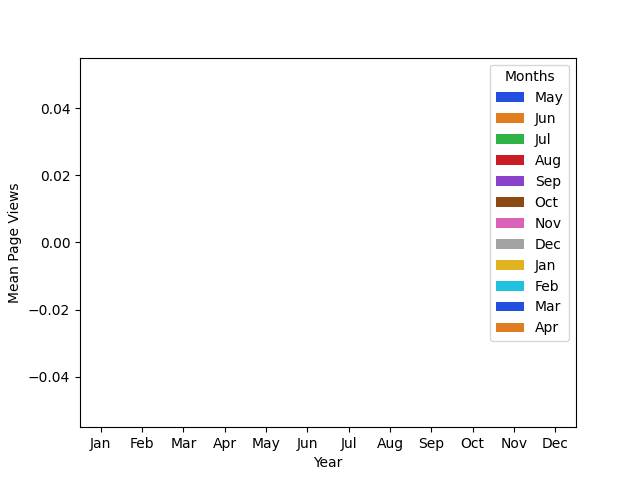 Months
May
Jun
Jul
Aug
Sep
Oct
Nov
Dec
Jan
Feb
Mar
Apr
0.04
0.02
0.00
−0.02
−0.04
Mean Page Views
Jan Feb Mar Apr May Jun Jul Aug Sep Oct Nov Dec
Year